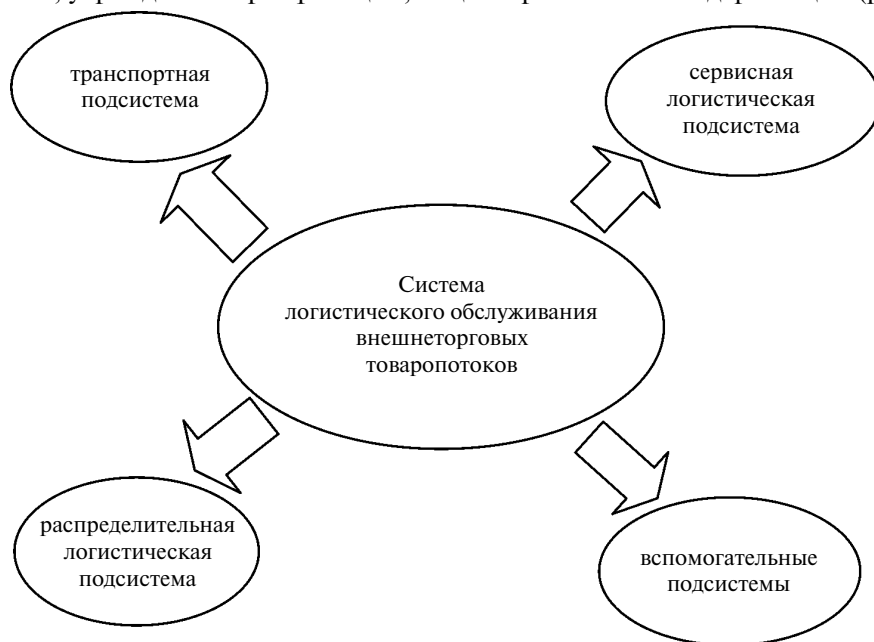 транспортная
подсистема
сервисная
логистическая
подсистема
Система
логистического обслуживания
внешнеторговых
товаропотоков
распределительная
логистическая
подсистема
вспомогательные
подсистемы